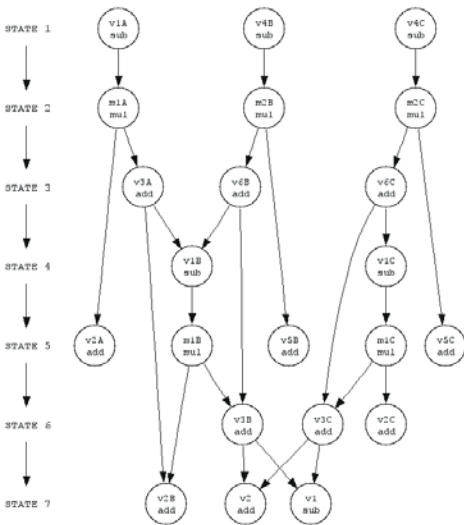 STATE 1
v1A
sub
v4B
sub
v4C
sub
STATE 2
m1A
mul
m2B
mul
m2C
mul
STATE 3
v3A
add
v6B
add
v6C
add
STATE 4
v1B
sub
v1C
sub
STATE 5
v2A
add
m1B
mul
v5B
add
m1C
mul
v5C
add
STATE 6
v3B
add
v3C
add
v2C
add
STATE 7
v2B
add
v2
add
v1
sub